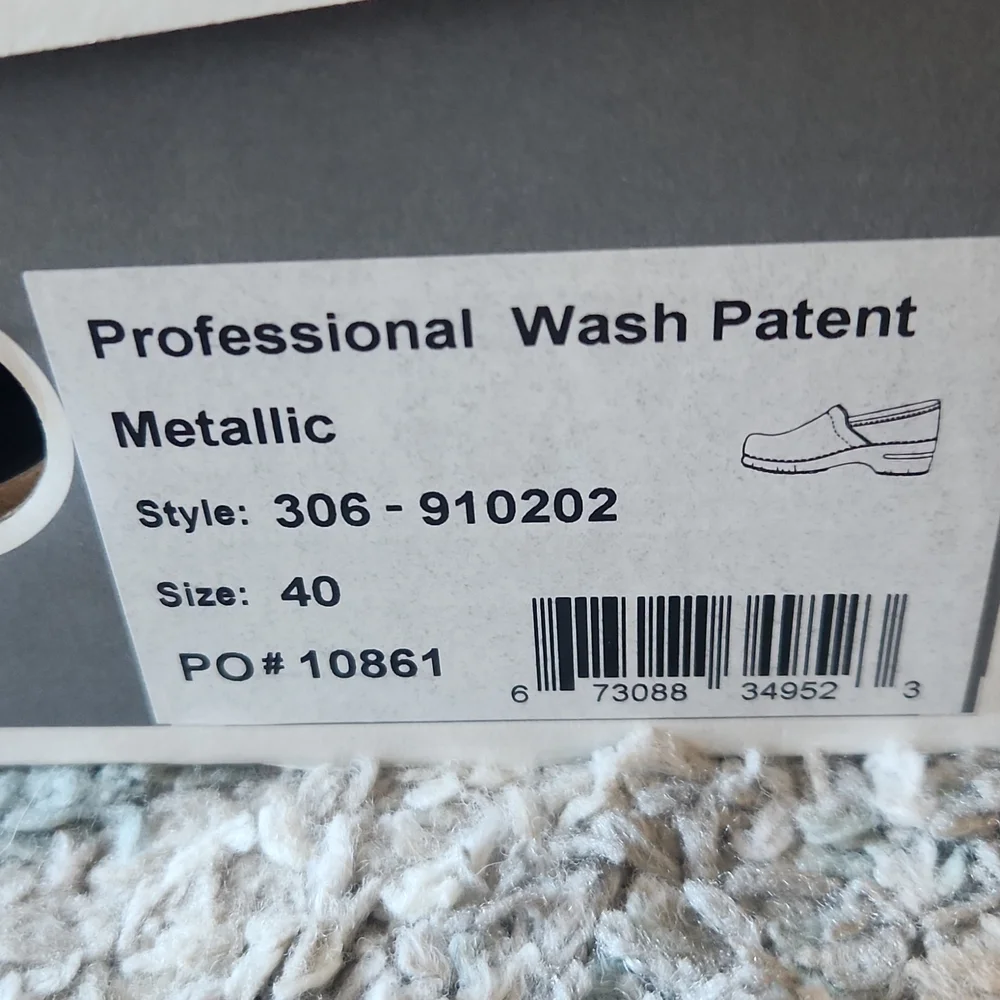 Professional Wash Patent
Metallic
Style: 306 - 910202
Size: 40
PO# 10861
6 73088 34952 3